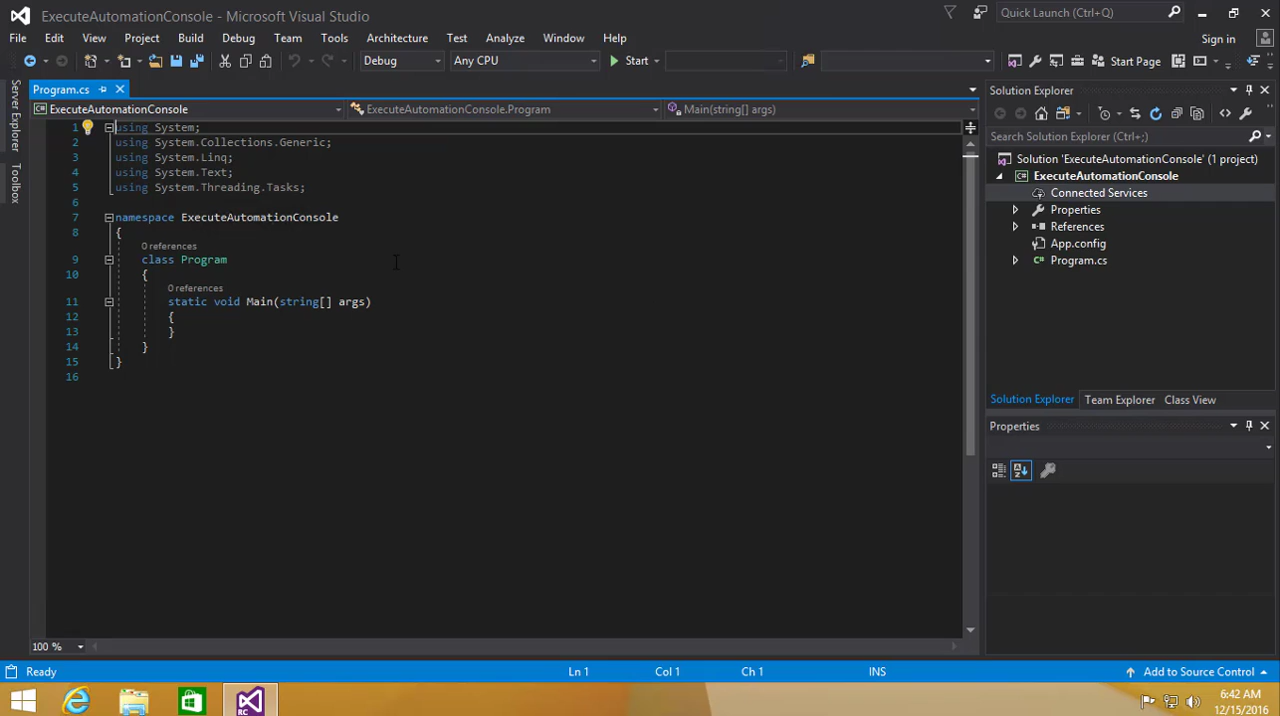 ExecuteAutomationConsole - Microsoft Visual Studio
Quick Launch (Ctrl+Q)
File Edit View Project Build Debug Team Tools Architecture Test Analyze Window Help
Sign in
Debug Any CPU Start Start Page
Server Explorer
Toolbox
Program.cs
ExecuteAutomationConsole ExecuteAutomationConsole.Program Main(string[] args)
1 using System;
2 using System.Collections.Generic;
3 using System.Linq;
4 using System.Text;
5 using System.Threading.Tasks;
6
7 namespace ExecuteAutomationConsole
8 {
0 references
9 class Program
10 {
0 references
11 static void Main(string[] args)
12 {
13 }
14 }
15 }
16
100 %
Solution Explorer
Search Solution Explorer (Ctrl+;)
Solution 'ExecuteAutomationConsole' (1 project)
C# ExecuteAutomationConsole
Connected Services
Properties
References
App.config
C# Program.cs
Solution Explorer Team Explorer Class View
Properties
Ready Ln 1 Col 1 Ch 1 INS Add to Source Control
RC
6:42 AM
12/15/2016